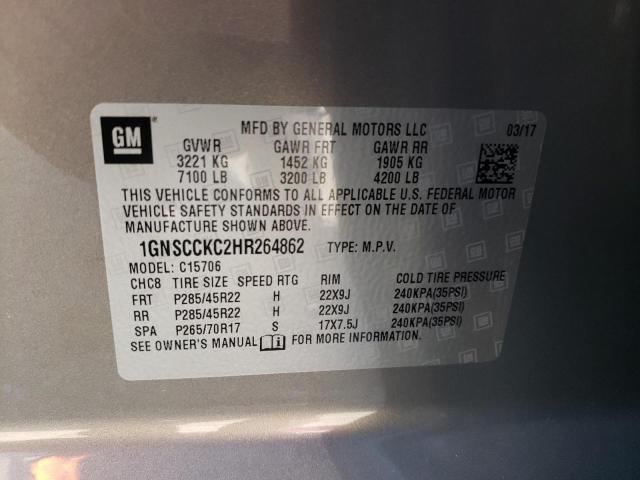 GM
MFD BY GENERAL MOTORS LLC 03/17
GVWR GAWR FRT GAWR RR
3221 KG 1452 KG 1905 KG
7100 LB 3200 LB 4200 LB
THIS VEHICLE CONFORMS TO ALL APPLICABLE U.S. FEDERAL MOTOR
VEHICLE SAFETY STANDARDS IN EFFECT ON THE DATE OF
MANUFACTURE SHOWN ABOVE.
1GNSCCKC2HR264862 TYPE: M.P.V.
MODEL: C15706
CHC8 TIRE SIZE SPEED RTG RIM COLD TIRE PRESSURE
FRT P285/45R22 H 22X9J 240KPA(35PSI)
RR P285/45R22 H 22X9J 240KPA(35PSI)
SPA P265/70R17 S 17X7.5J 240KPA(35PSI)
SEE OWNER'S MANUAL FOR MORE INFORMATION.